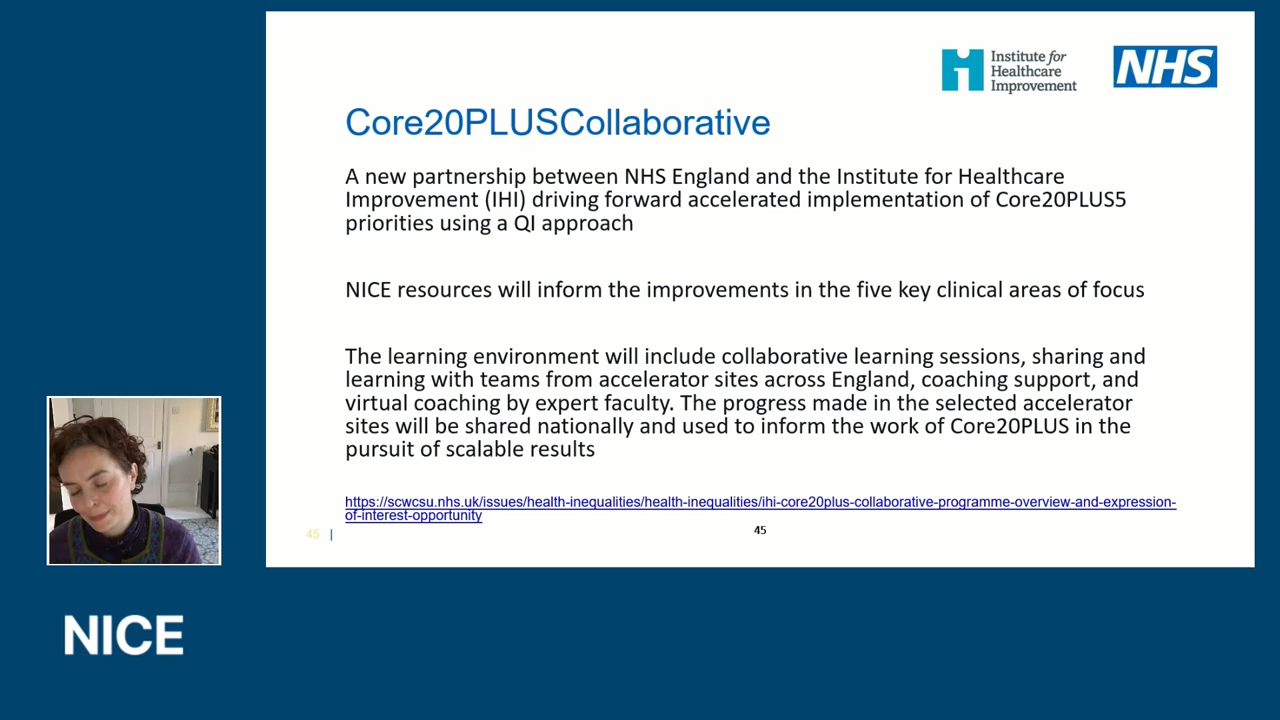 Institute for
Healthcare
Improvement
NHS
Core20PLUSCollaborative
A new partnership between NHS England and the Institute for Healthcare
Improvement (IHI) driving forward accelerated implementation of Core20PLUS5
priorities using a QI approach
NICE resources will inform the improvements in the five key clinical areas of focus
The learning environment will include collaborative learning sessions, sharing and
learning with teams from accelerator sites across England, coaching support, and
virtual coaching by expert faculty. The progress made in the selected accelerator
sites will be shared nationally and used to inform the work of Core20PLUS in the
pursuit of scalable results
https://scwcsu.nhs.uk/issues/health-inequalities/health-inequalities/ihi-core20plus-collaborative-programme-overview-and-expression-
of-interest-opportunity
45 |
45
NICE